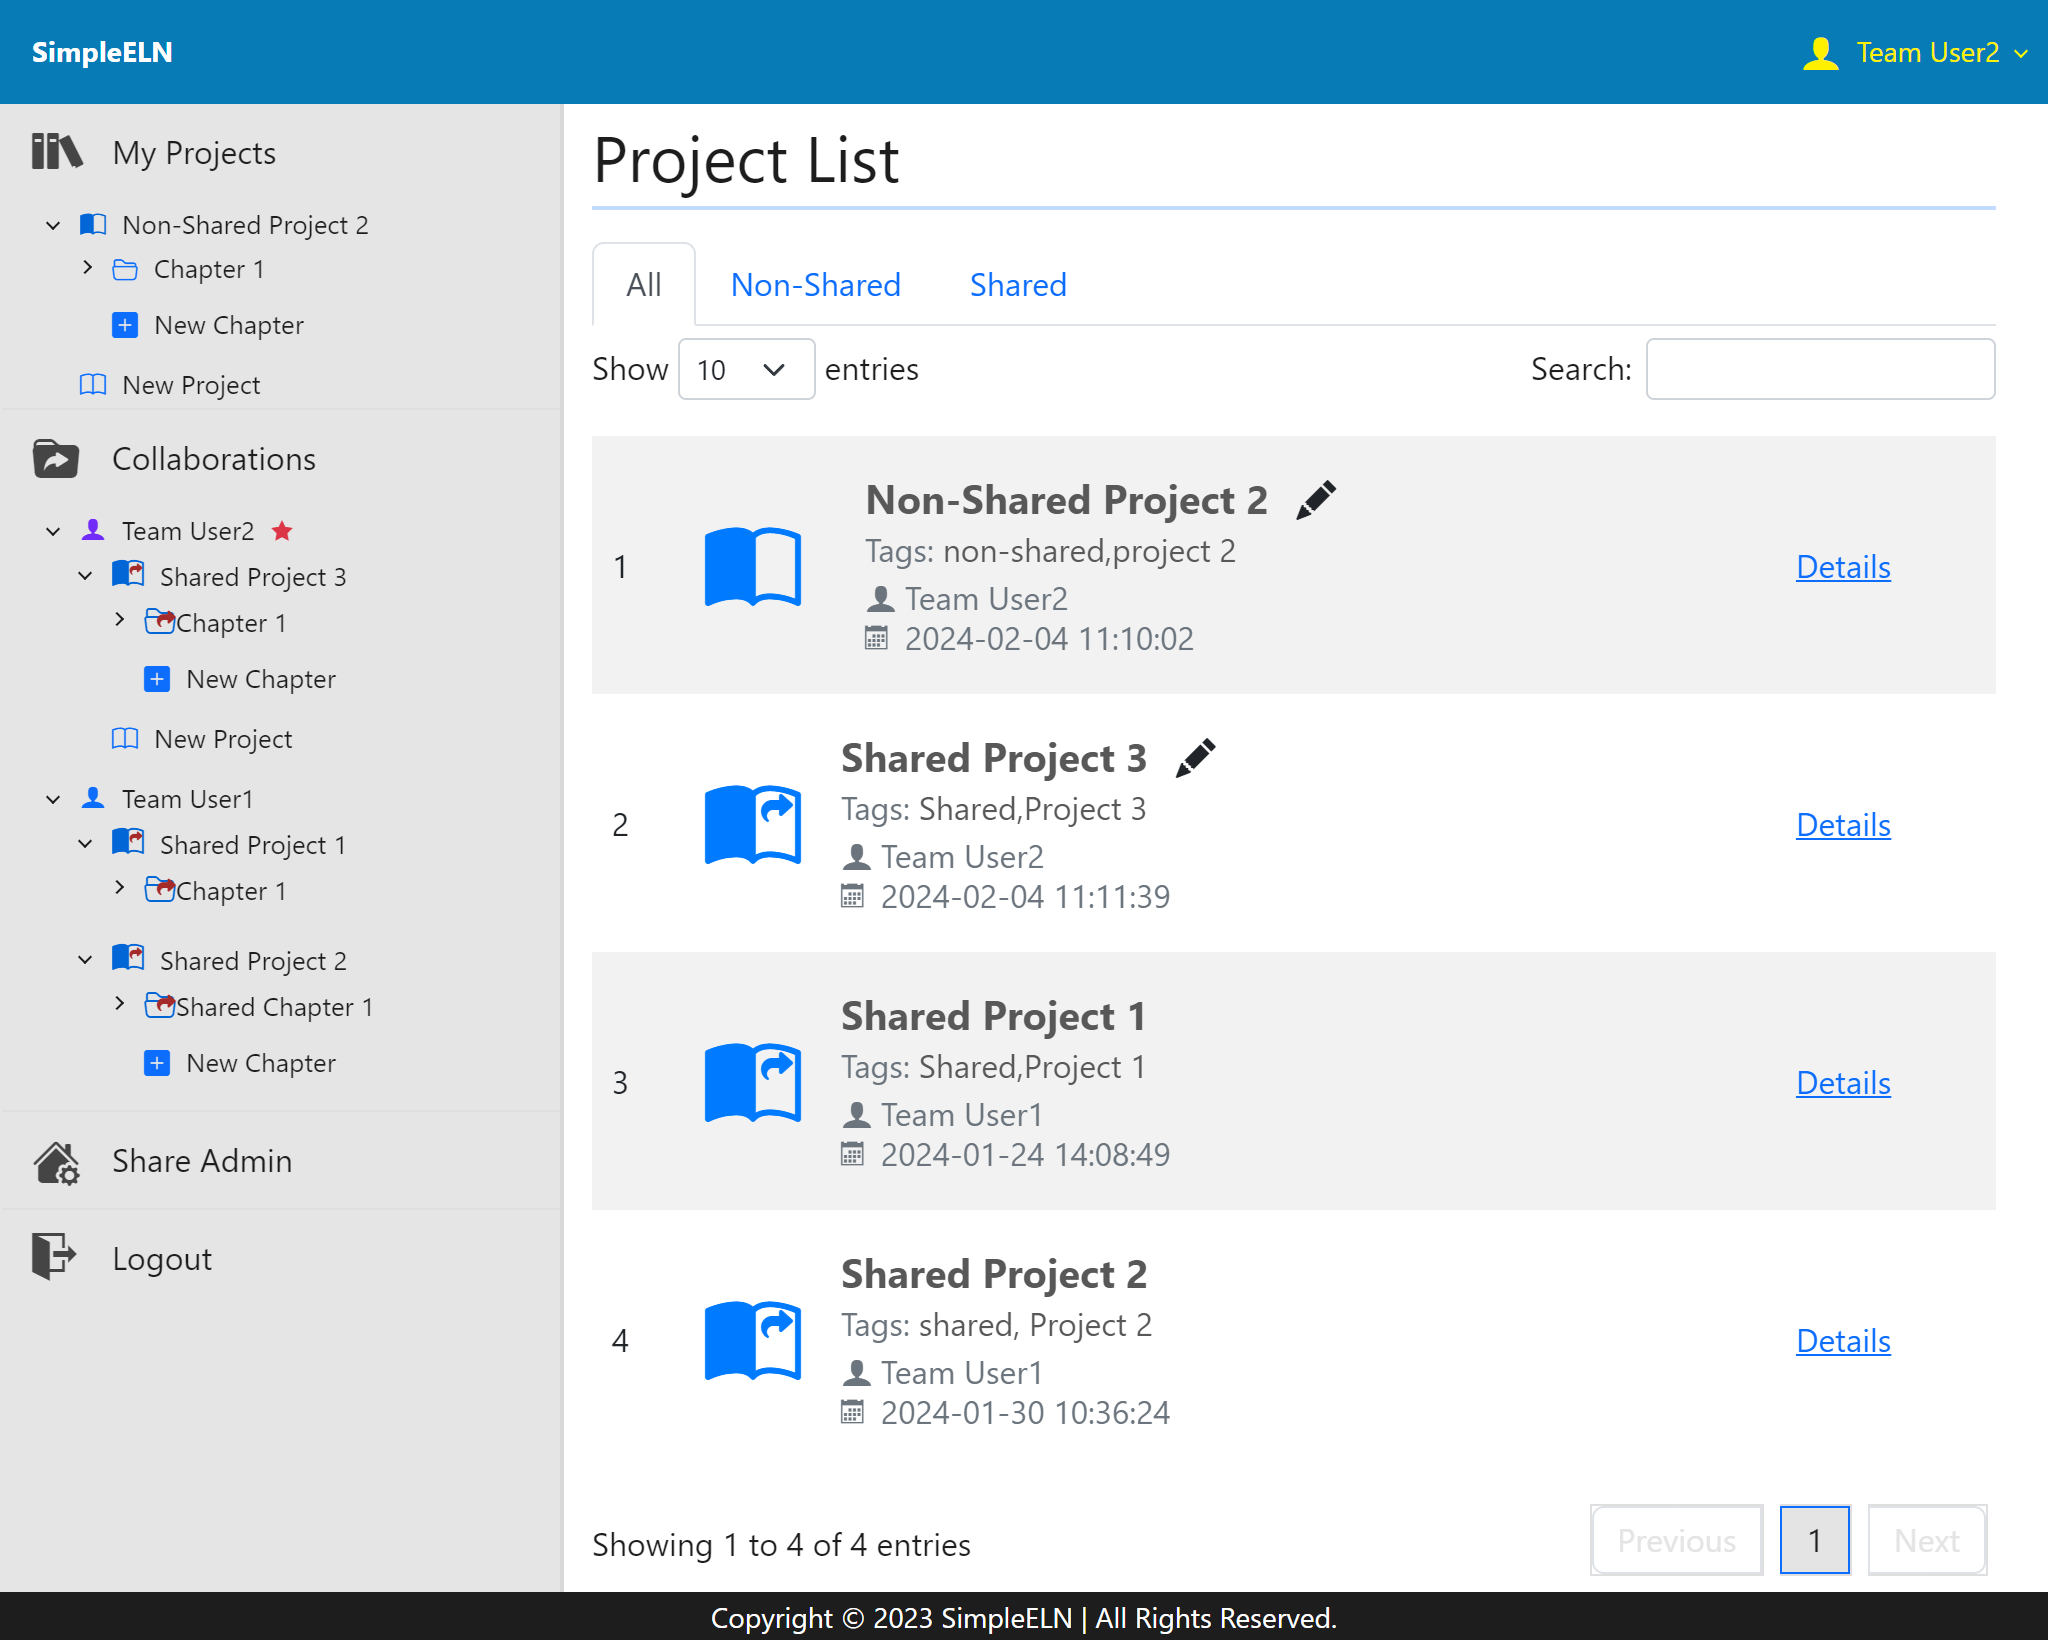 SimpleELN
Team User2
My Projects
Non-Shared Project 2
Chapter 1
New Chapter
New Project
Collaborations
Team User2
Shared Project 3
Chapter 1
New Chapter
New Project
Team User1
Shared Project 1
Chapter 1
Shared Project 2
Shared Chapter 1
New Chapter
Share Admin
Logout
Project List
All Non-Shared Shared
Show 10 entries Search:
1
Non-Shared Project 2
Tags: non-shared,project 2
Team User2
2024-02-04 11:10:02
Details
2
Shared Project 3
Tags: Shared,Project 3
Team User2
2024-02-04 11:11:39
Details
3
Shared Project 1
Tags: Shared,Project 1
Team User1
2024-01-24 14:08:49
Details
4
Shared Project 2
Tags: shared, Project 2
Team User1
2024-01-30 10:36:24
Details
Showing 1 to 4 of 4 entries
Previous 1 Next
Copyright © 2023 SimpleELN | All Rights Reserved.